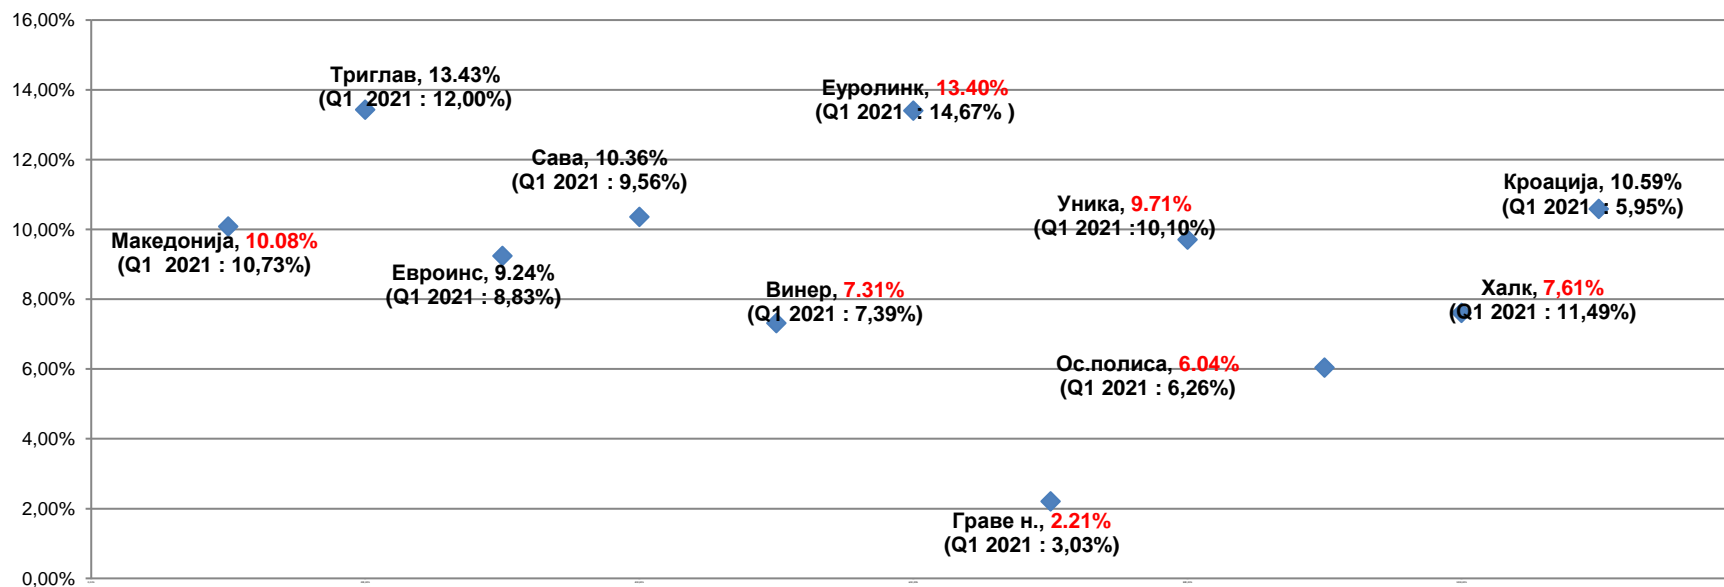 16,00%
14,00%
12,00%
10,00%
8,00%
6,00%
4,00%
2,00%
0,00%
Македонија, 10.08%
(Q1 2021 : 10,73%)
Триглав, 13.43%
(Q1 2021 : 12,00%)
Евроинс, 9.24%
(Q1 2021 : 8,83%)
Сава, 10.36%
(Q1 2021 : 9,56%)
Винер, 7.31%
(Q1 2021 : 7,39%)
Еуролинк, 13.40%
(Q1 2021 : 14,67% )
Граве н., 2.21%
(Q1 2021 : 3,03%)
Уника, 9.71%
(Q1 2021 :10,10%)
Ос.полиса, 6.04%
(Q1 2021 : 6,26%)
Халк, 7,61%
(Q1 2021 : 11,49%)
Кроација, 10.59%
(Q1 2021 : 5,95%)